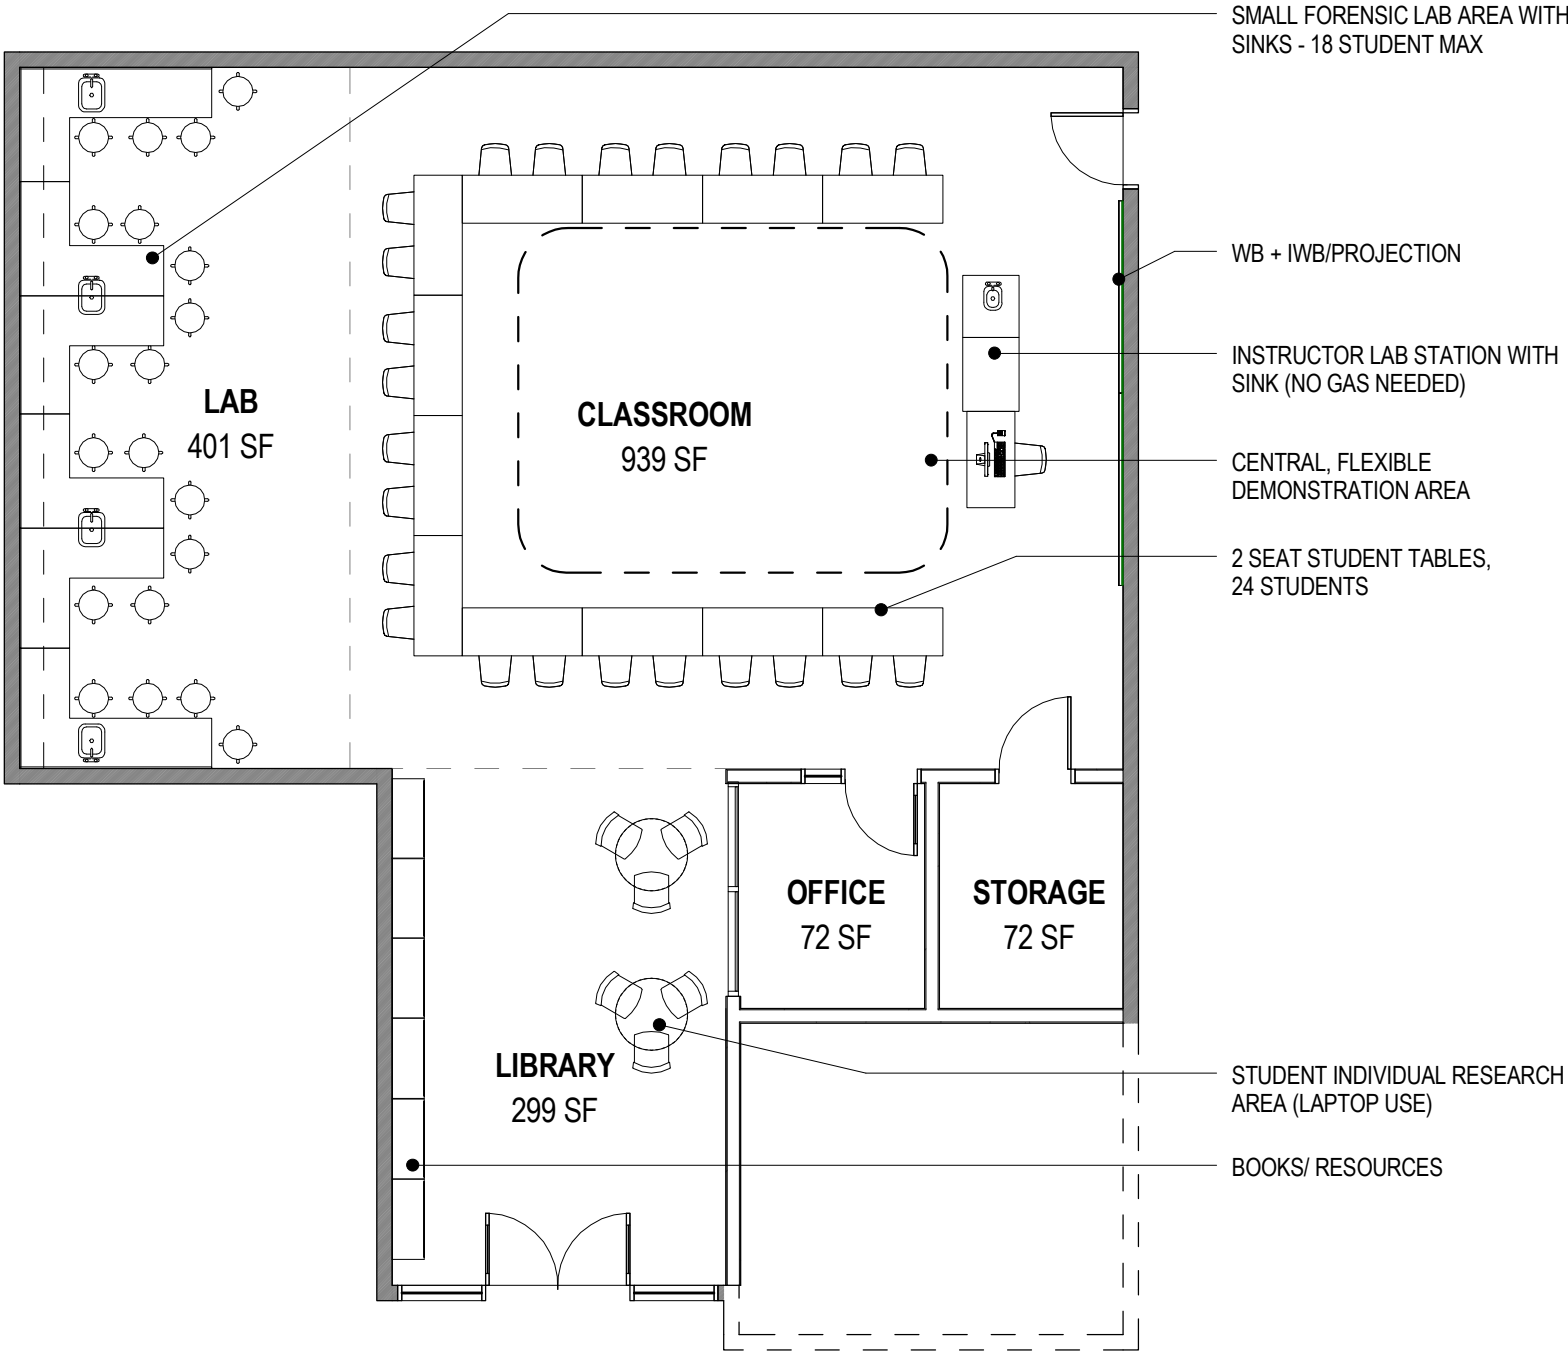 SMALL FORENSIC LAB AREA WITH
SINKS - 18 STUDENT MAX
WB + IWB/PROJECTION
INSTRUCTOR LAB STATION WITH
SINK (NO GAS NEEDED)
LAB
401 SF
CLASSROOM
939 SF
CENTRAL, FLEXIBLE
DEMONSTRATION AREA
2 SEAT STUDENT TABLES,
24 STUDENTS
OFFICE
72 SF
STORAGE
72 SF
LIBRARY
299 SF
STUDENT INDIVIDUAL RESEARCH
AREA (LAPTOP USE)
BOOKS/ RESOURCES